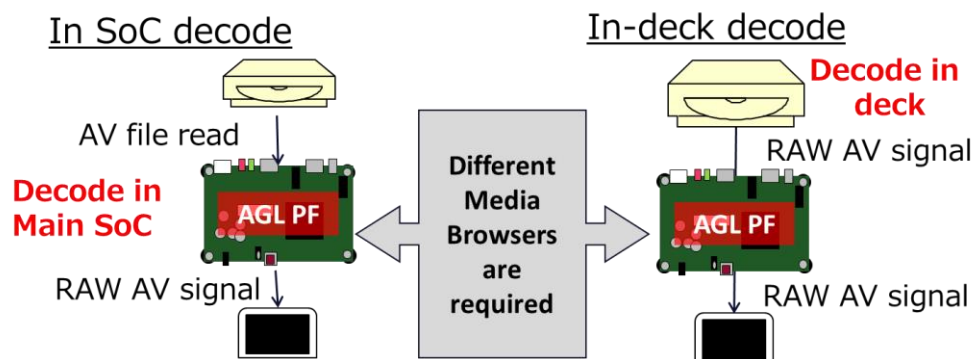 In SoC decode
AV file read
Decode in
Main SoC
AGL PF
RAW AV signal
Different
Media
Browsers
are
required
In-deck decode
Decode in
deck
RAW AV signal
AGL PF
RAW AV signal